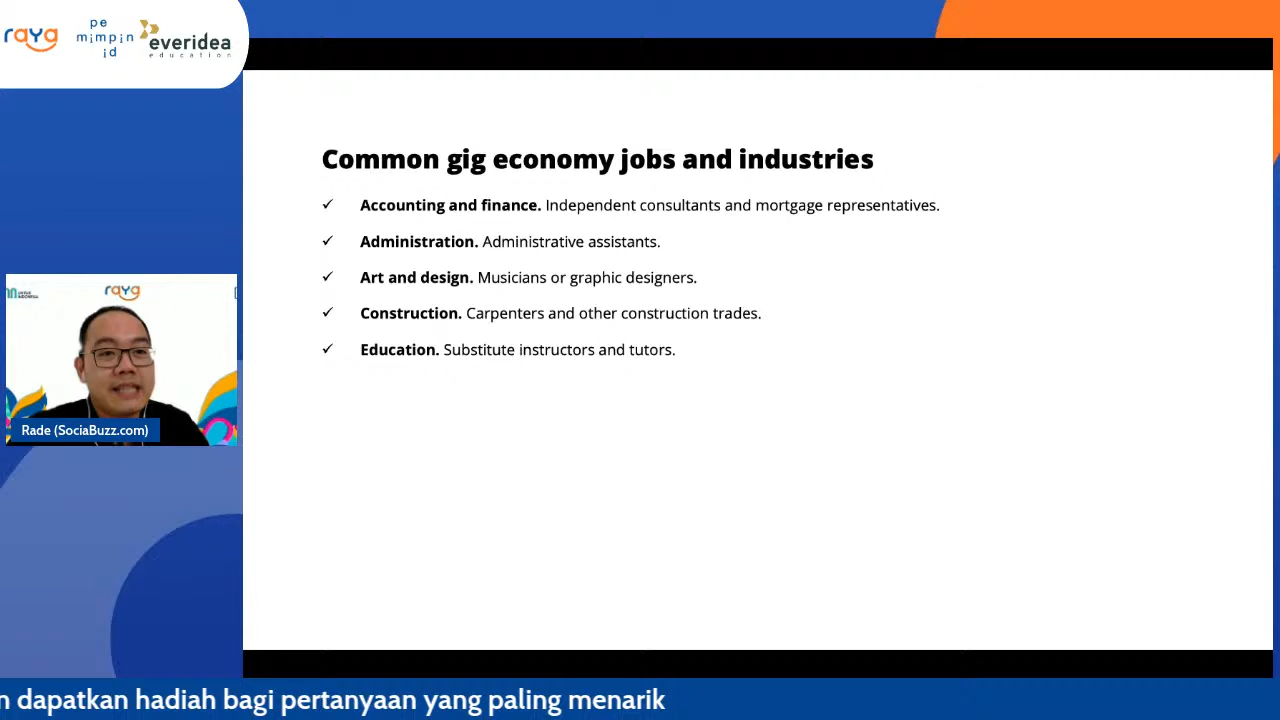 raya
pe
mimpin
id
everidea
education
Common gig economy jobs and industries
✓ Accounting and finance. Independent consultants and mortgage representatives.
✓ Administration. Administrative assistants.
✓ Art and design. Musicians or graphic designers.
✓ Construction. Carpenters and other construction trades.
✓ Education. Substitute instructors and tutors.
raya
Rade (SociaBuzz.com)
n dapatkan hadiah bagi pertanyaan yang paling menarik